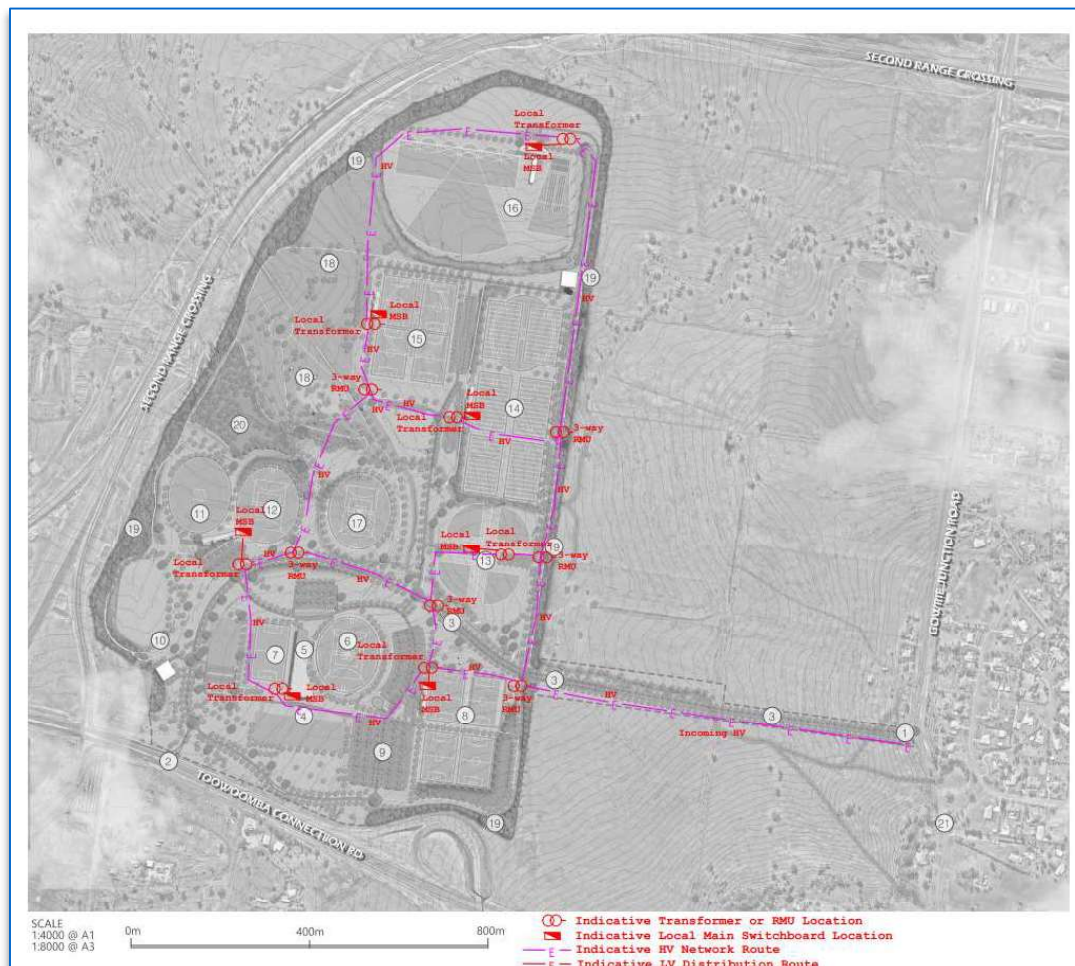 SECOND RANGE CROSSING
Local
Transformer
Local
MSB
19
HV
16
18
19
HV
SECOND RANGE CROSSING
Local
MSB
Local
Transformer
15
HV
18
3-way
RMU
HV
Local
MSB
Local
Transformer
14
HV
3-way
RMU
20
HV
HV
11
12
17
Local
MSB
19
Local
Transformer
HV
3-way
RMU
HV
Local
MSB
Local
Transformer
13
19
3-way
RMU
3-way
RMU
3
HV
HV
10
7
5
6
Local
Transformer
HV
3
3-way
RMU
HV
Local
Transformer
Local
MSB
Local
MSB
4
HV
8
9
3
Incoming HV
1
2
TOOWOOMBA CONNECTION RD
19
GOWRIE JUNCTION ROAD
21
SCALE
1:4000 @ A1
1:8000 @ A3
0m
400m
800m
Indicative Transformer or RMU Location
Indicative Local Main Switchboard Location
E Indicative HV Network Route
E Indicative LV Distribution Route